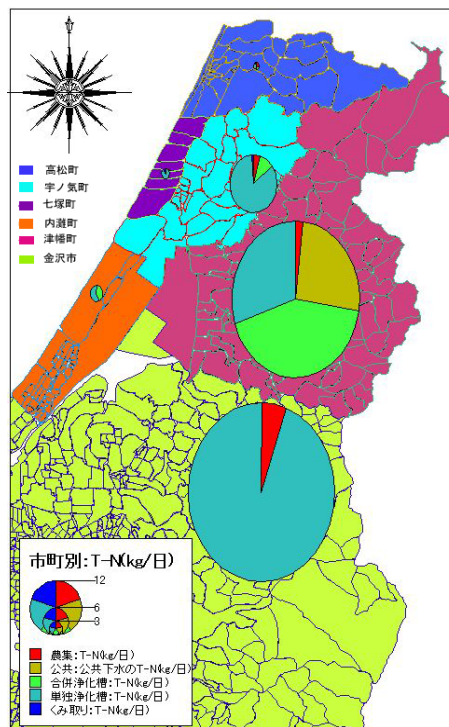 高松町
宇ノ気町
七塚町
内灘町
津幡町
金沢市
市町別:T-N(kg/日)
12
6
3
農集:T-N(kg/日)
公共:公共下水のT-N(kg/日)
合併浄化槽:T-N(kg/日)
単独浄化槽:T-N(kg/日)
くみ取り:T-N(kg/日)